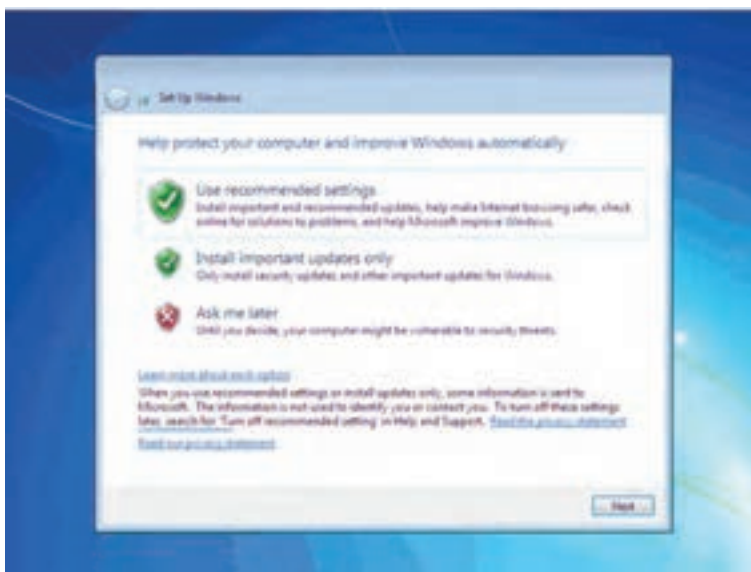 Set Up Windows
Help protect your computer and improve Windows automatically
Use recommended settings
Install important and recommended updates, help make Internet browsing safer, check
online for solutions to problems, and help Microsoft improve Windows.
Install important updates only
Only install security updates and other important updates for Windows.
Ask me later
Until you decide, your computer might be vulnerable to security threats.
Learn more about each option
When you use recommended settings or install updates only, some information is sent to
Microsoft. The information is not used to identify you or contact you. To turn off these settings
later, search for 'Turn off recommended setting' in Help and Support. Read the privacy statement
Read our privacy statement
Next